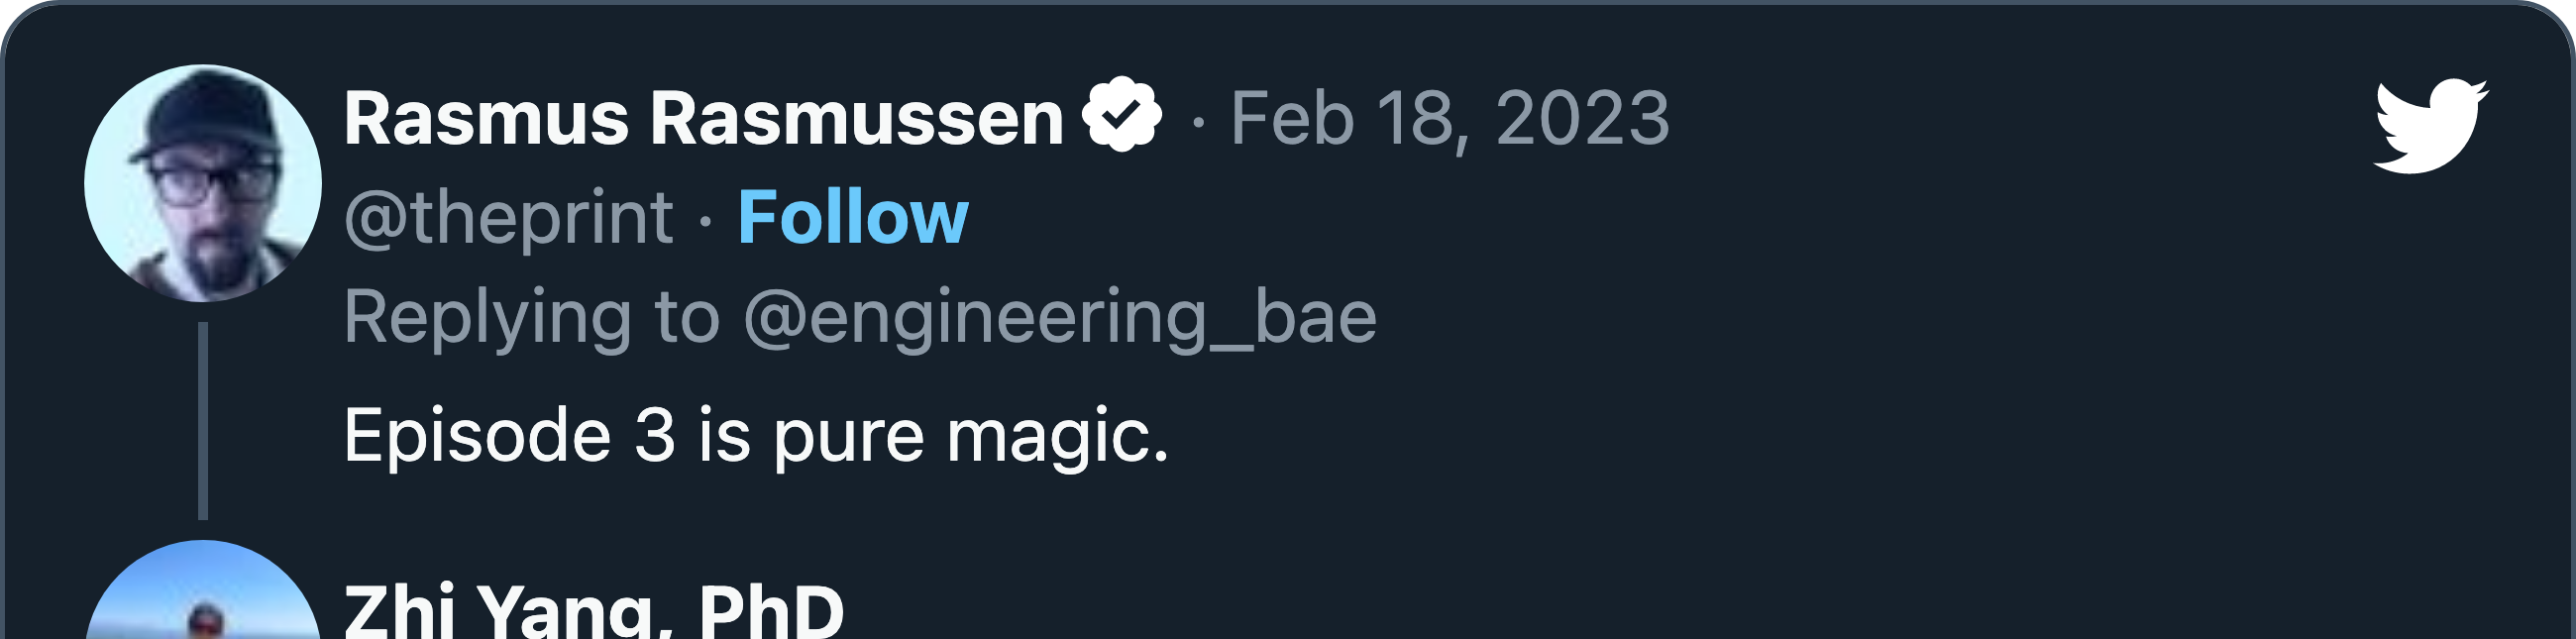 Rasmus Rasmussen · Feb 18, 2023
@theprint · Follow
Replying to @engineering_bae
Episode 3 is pure magic.
Zhi Yang, PhD